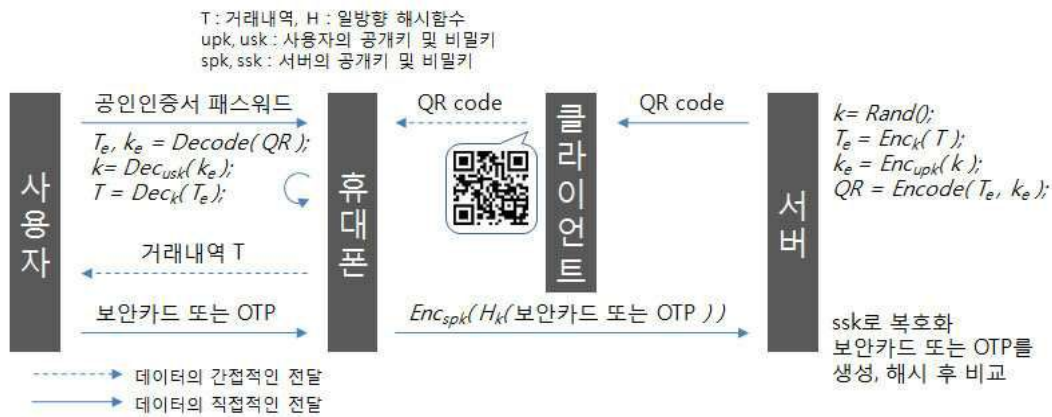 T : 거래내역, H : 일방향 해시함수
upk, usk : 사용자의 공개키 및 비밀키
spk, ssk : 서버의 공개키 및 비밀키
공인인증서 패스워드
QR code
QR code
k= Rand();
Te = Enck(T);
ke = Encupk(k);
QR = Encode(Te, ke);
Te, ke = Decode(QR);
k= Decusk(ke);
T = Deck(Te);
사용자
휴대폰
클라이언트
서버
거래내역 T
보안카드 또는 OTP
Encspk(Hk(보안카드 또는 OTP ))
ssk로 복호화
보안카드 또는 OTP를
생성, 해시 후 비교
데이터의 간접적인 전달
데이터의 직접적인 전달